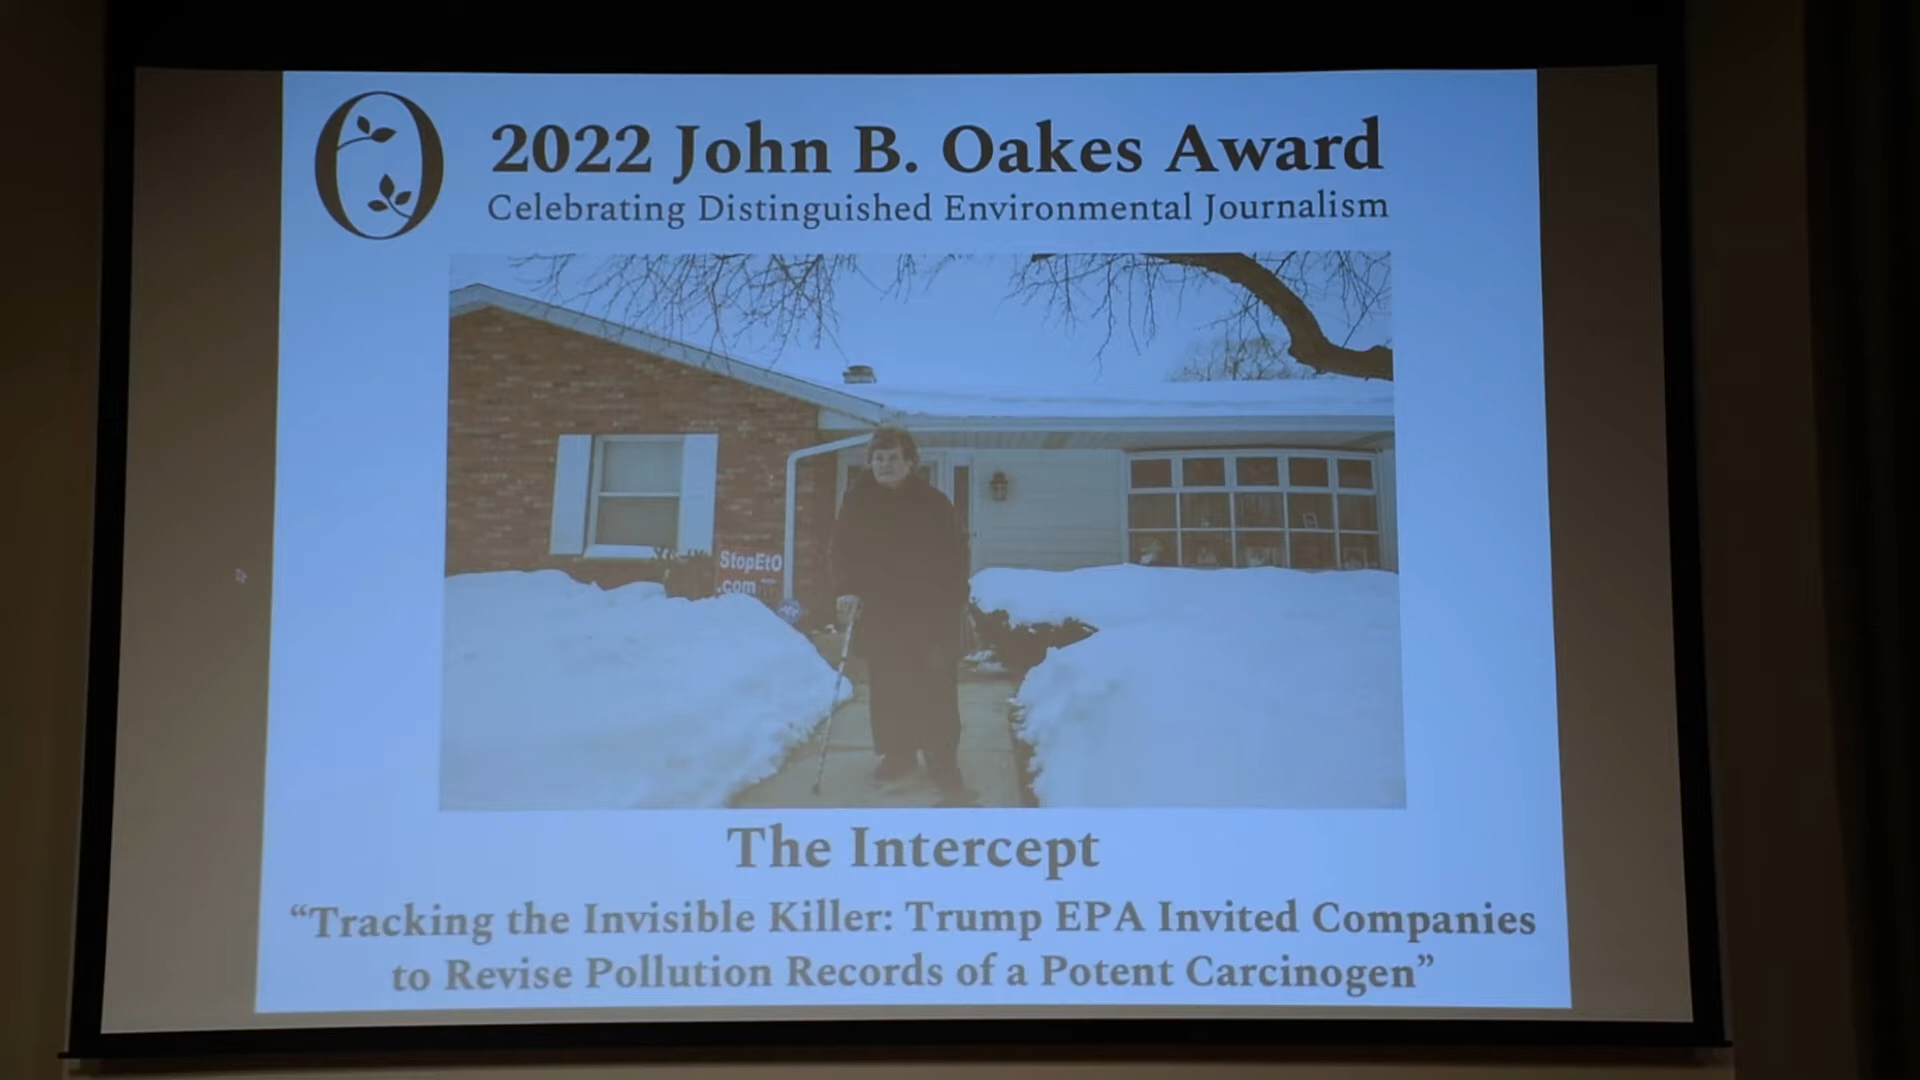 2022 John B. Oakes Award
Celebrating Distinguished Environmental Journalism
StopEtO
.com
The Intercept
“Tracking the Invisible Killer: Trump EPA Invited Companies
to Revise Pollution Records of a Potent Carcinogen”